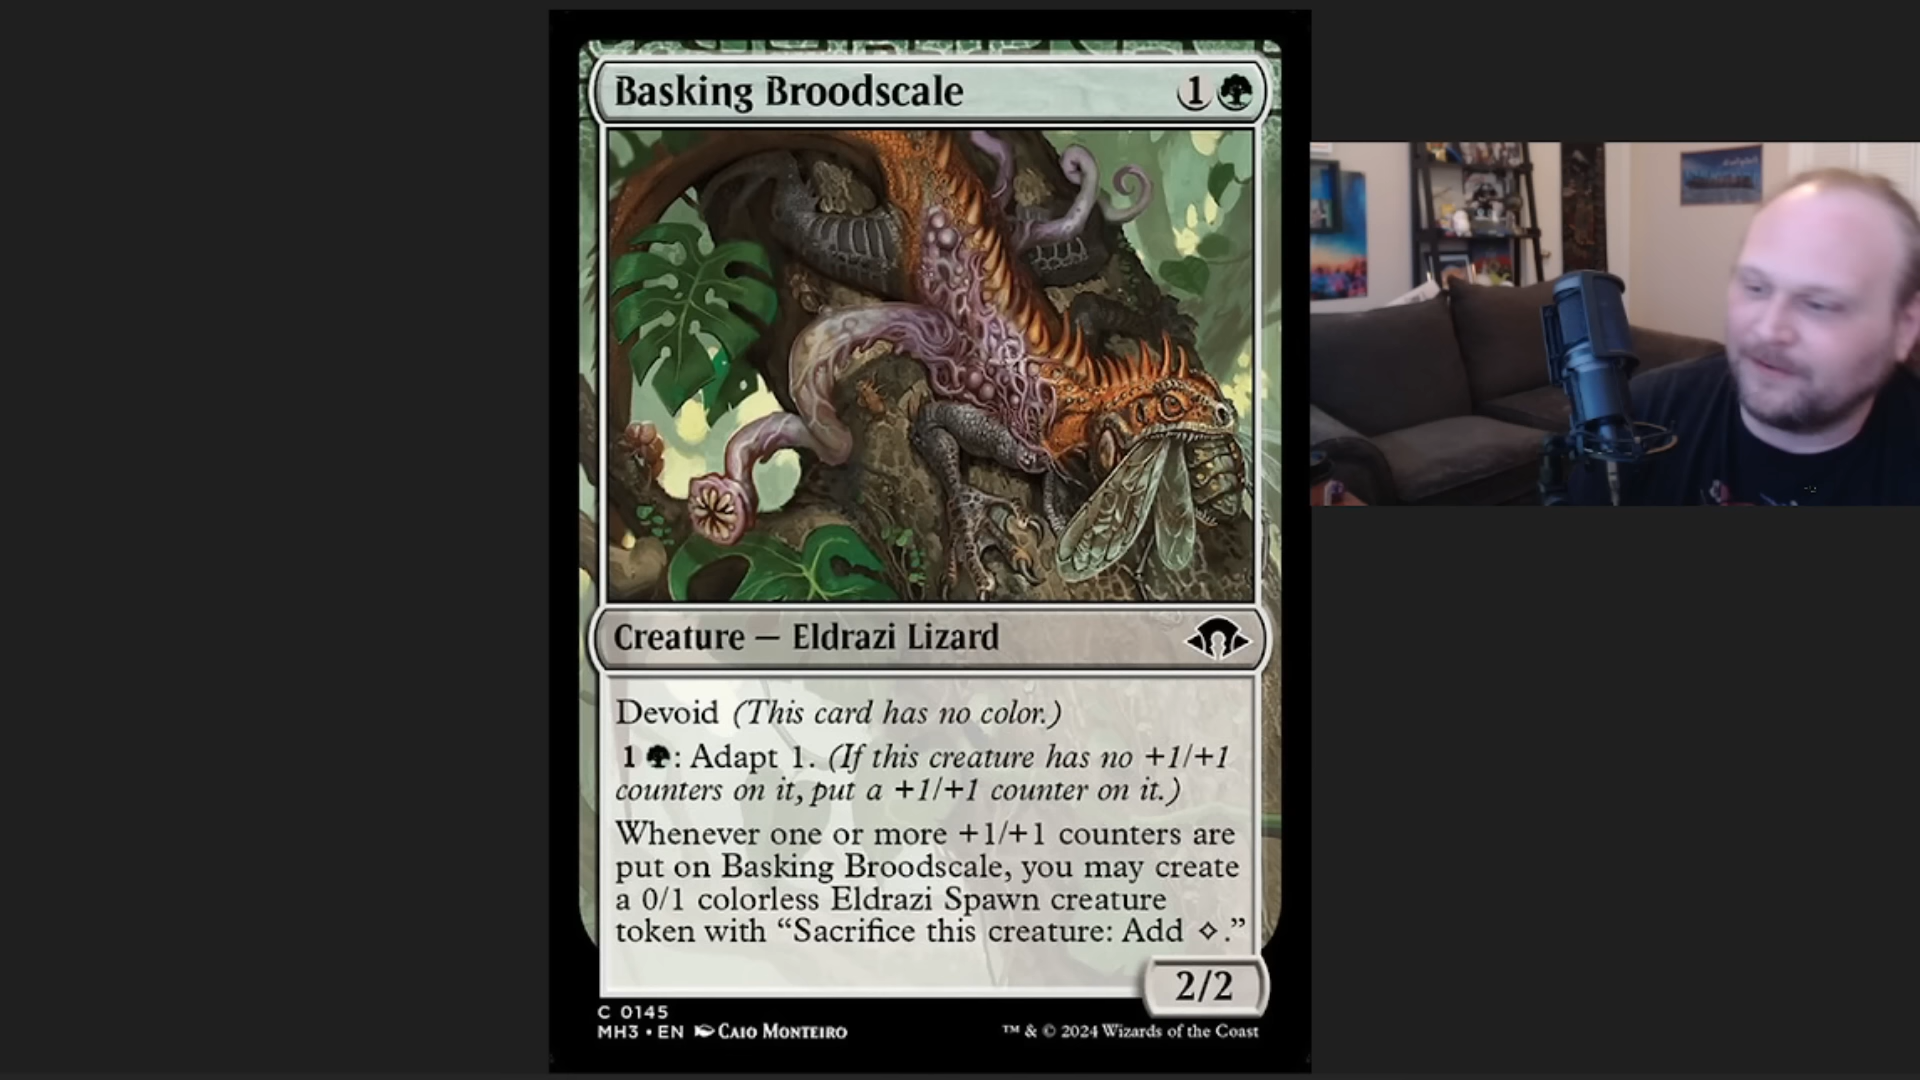 Basking Broodscale 1
Creature — Eldrazi Lizard
Devoid (This card has no color.)
1 : Adapt 1. (If this creature has no +1/+1
counters on it, put a +1/+1 counter on it.)
Whenever one or more +1/+1 counters are
put on Basking Broodscale, you may create
a 0/1 colorless Eldrazi Spawn creature
token with “Sacrifice this creature: Add .”
2/2
C 0145
MH3 • EN Caio Monteiro
™ & © 2024 Wizards of the Coast